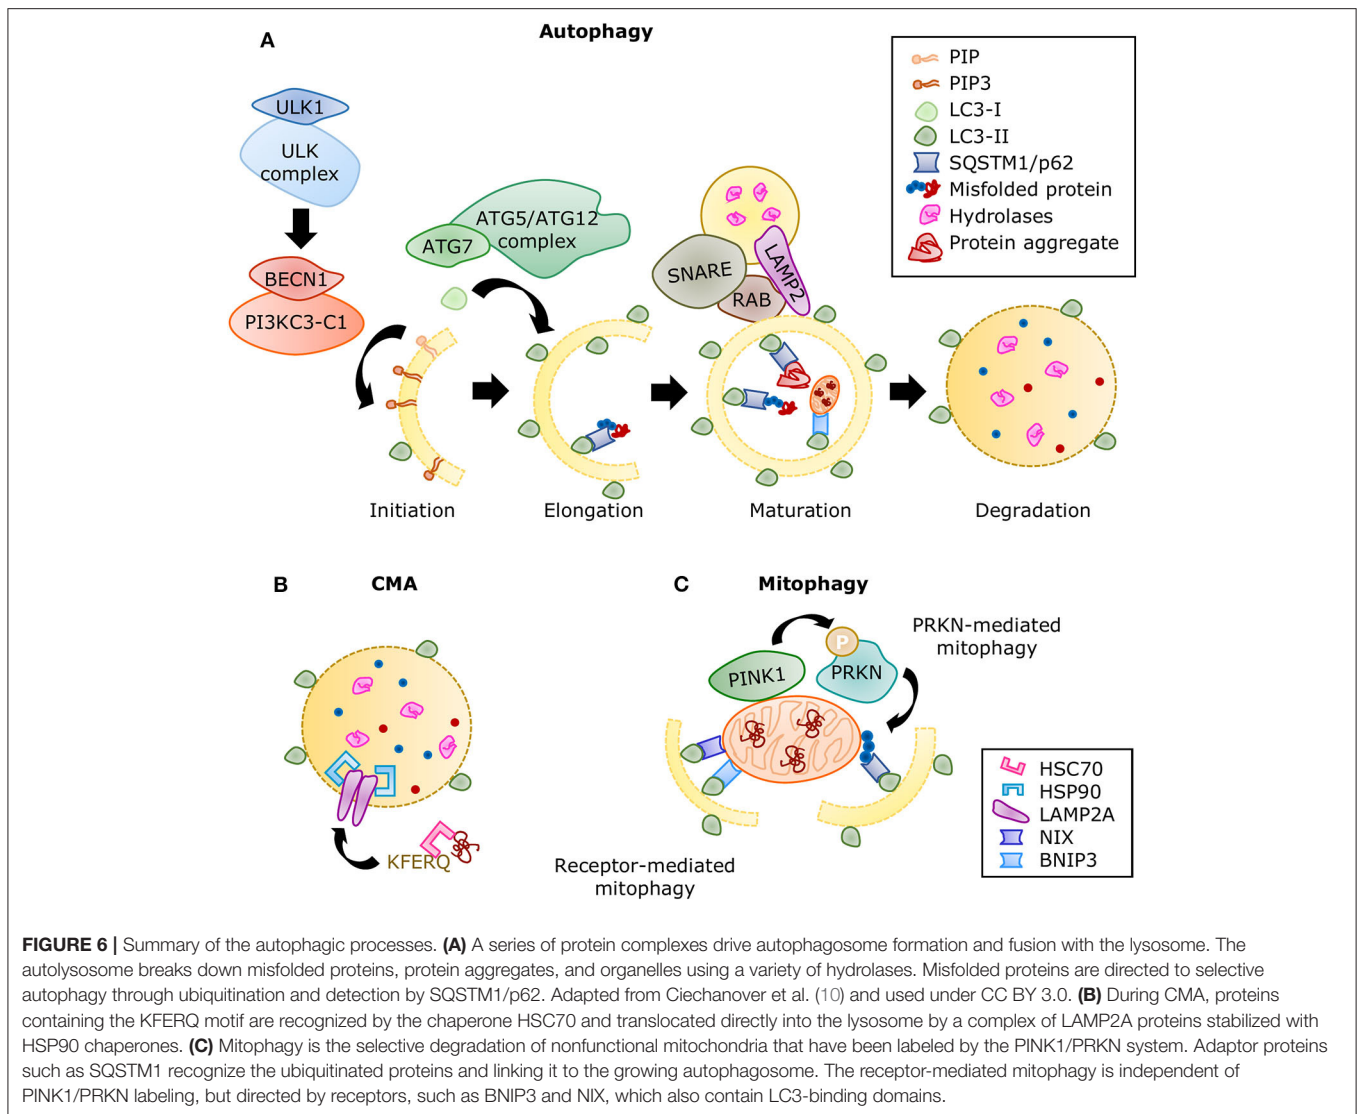 A
Autophagy
ULK1
ULK
complex
BECN1
PI3KC3-C1
ATG5/ATG12
complex
ATG7
SNARE
RAB
LAMP2
PIP
PIP3
LC3-I
LC3-II
SQSTM1/p62
Misfolded protein
Hydrolases
Protein aggregate
Initiation
Elongation
Maturation
Degradation
B
CMA
KFERQ
C
Mitophagy
PINK1
P
PRKN
PRKN-mediated
mitophagy
Receptor-mediated
mitophagy
HSC70
HSP90
LAMP2A
NIX
BNIP3
FIGURE 6 | Summary of the autophagic processes. (A) A series of protein complexes drive autophagosome formation and fusion with the lysosome. The
autolysosome breaks down misfolded proteins, protein aggregates, and organelles using a variety of hydrolases. Misfolded proteins are directed to selective
autophagy through ubiquitination and detection by SQSTM1/p62. Adapted from Ciechanover et al. (10) and used under CC BY 3.0. (B) During CMA, proteins
containing the KFERQ motif are recognized by the chaperone HSC70 and translocated directly into the lysosome by a complex of LAMP2A proteins stabilized with
HSP90 chaperones. (C) Mitophagy is the selective degradation of nonfunctional mitochondria that have been labeled by the PINK1/PRKN system. Adaptor proteins
such as SQSTM1 recognize the ubiquitinated proteins and linking it to the growing autophagosome. The receptor-mediated mitophagy is independent of
PINK1/PRKN labeling, but directed by receptors, such as BNIP3 and NIX, which also contain LC3-binding domains.